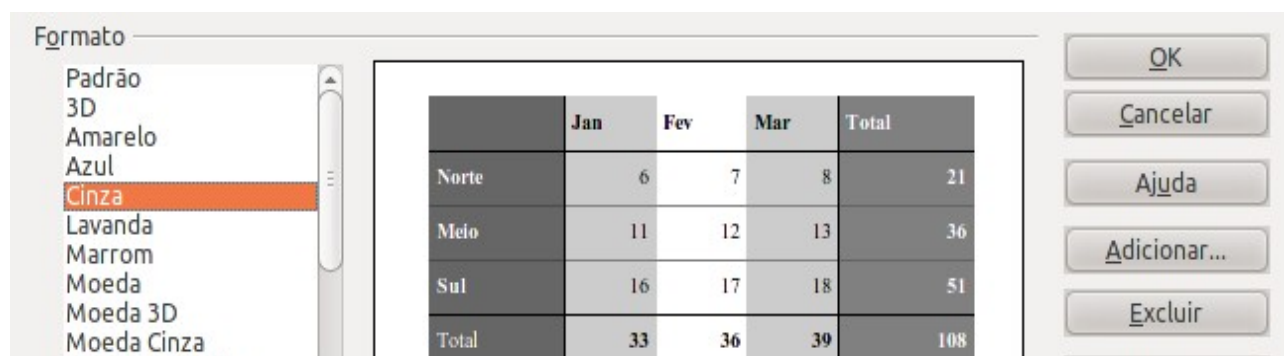 Formato
Padrão
3D
Amarelo
Azul
Cinza
Lavanda
Marrom
Moeda
Moeda 3D
Moeda Cinza
Jan Fev Mar Total
Norte 6 7 8 21
Meio 11 12 13 36
Sul 16 17 18 51
Total 33 36 39 108
OK
Cancelar
Ajuda
Adicionar...
Excluir